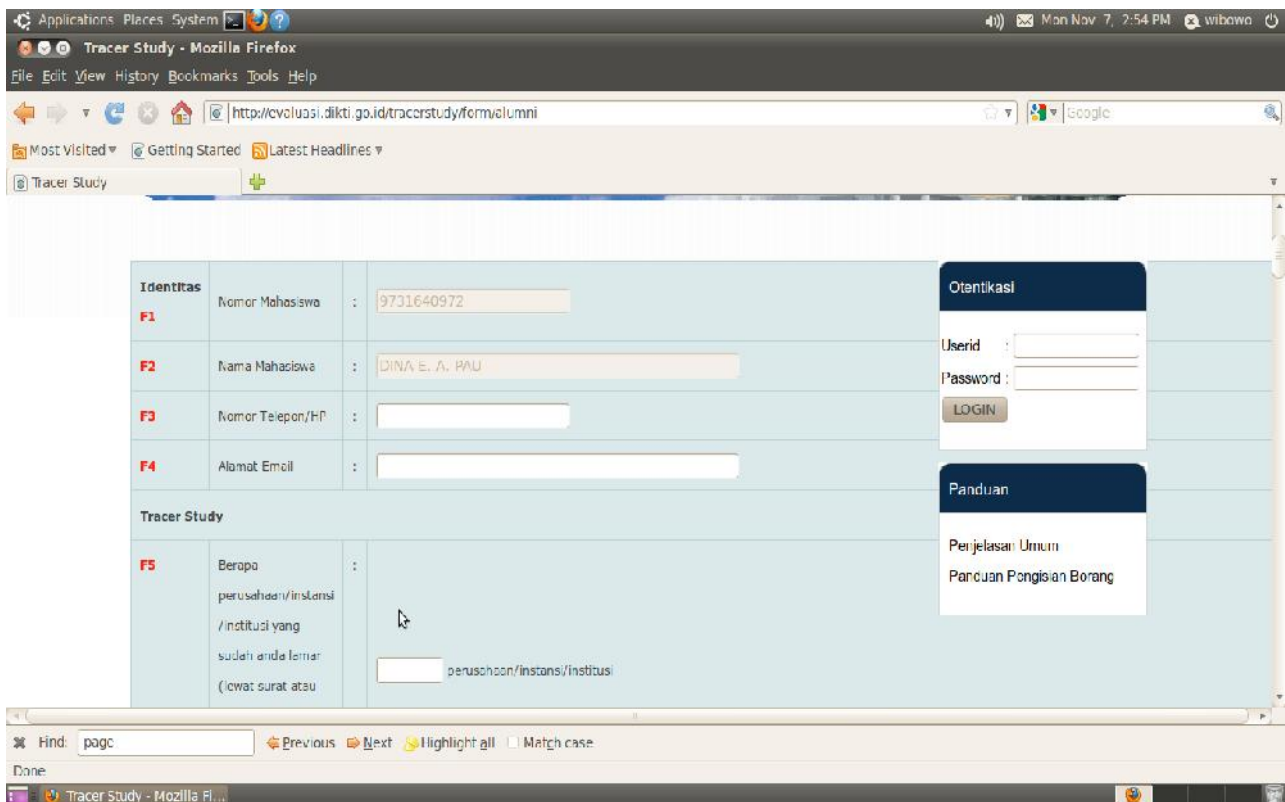 Applications Places System
Mon Nov 7, 2:54 PM wibowo
Tracer Study - Mozilla Firefox
File Edit View History Bookmarks Tools Help
http://evaluasi.dikti.go.id/tracerstudy/form/alumni
Google
Most Visited Getting Started Latest Headlines
Tracer Study
Identitas
F1 Nomor Mahasiswa : 9731640972
F2 Nama Mahasiswa : DINA E. A. PAU
F3 Nomor Telepon/HP :
F4 Alamat Email :
Tracer Study
F5 Berapa :
perusahaan/instansi
/institusi yang
sudah anda lamar
(lewat surat atau
perusahaan/instansi/institusi
Otentikasi
Userid :
Password :
LOGIN
Panduan
Penjelasan Umum
Panduan Pengisian Borang
Find: page Previous Next Highlight all Match case
Done
Tracer Study - Mozilla Fi...